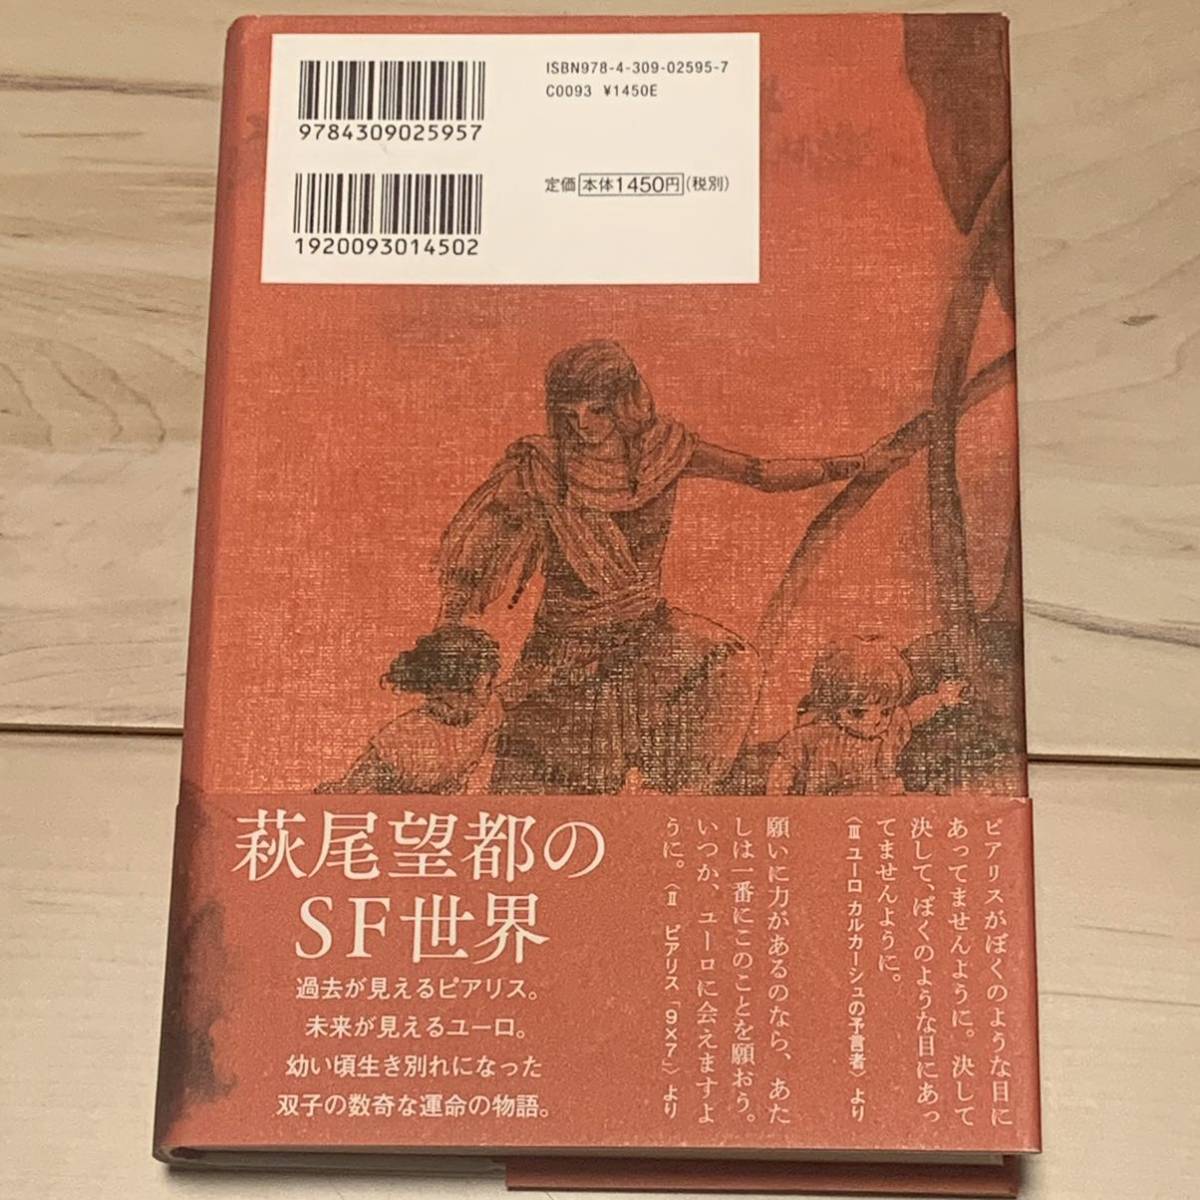 ISBN978-4-309-02595-7
C0093 ¥1450E
9784309025957
定価 本体1450円(税別)
1920093014502
萩尾望都の
SF世界
過去が見えるピアリス。
未来が見えるユーロ。
幼い頃生き別れになった
双子の数奇な運命の物語。
ピアリスがぼくのような目に
あってませんように。決して
決して、ぼくのような目にあっ
てませんように。
〈Ⅲ ユーロ カルカーシュの予言者〉より
願いに力があるのなら、あた
しは一番にこのことを願おう。
いつか、ユーロに会えますよ
うに。〈Ⅱ ピアリス「9×7」〉より